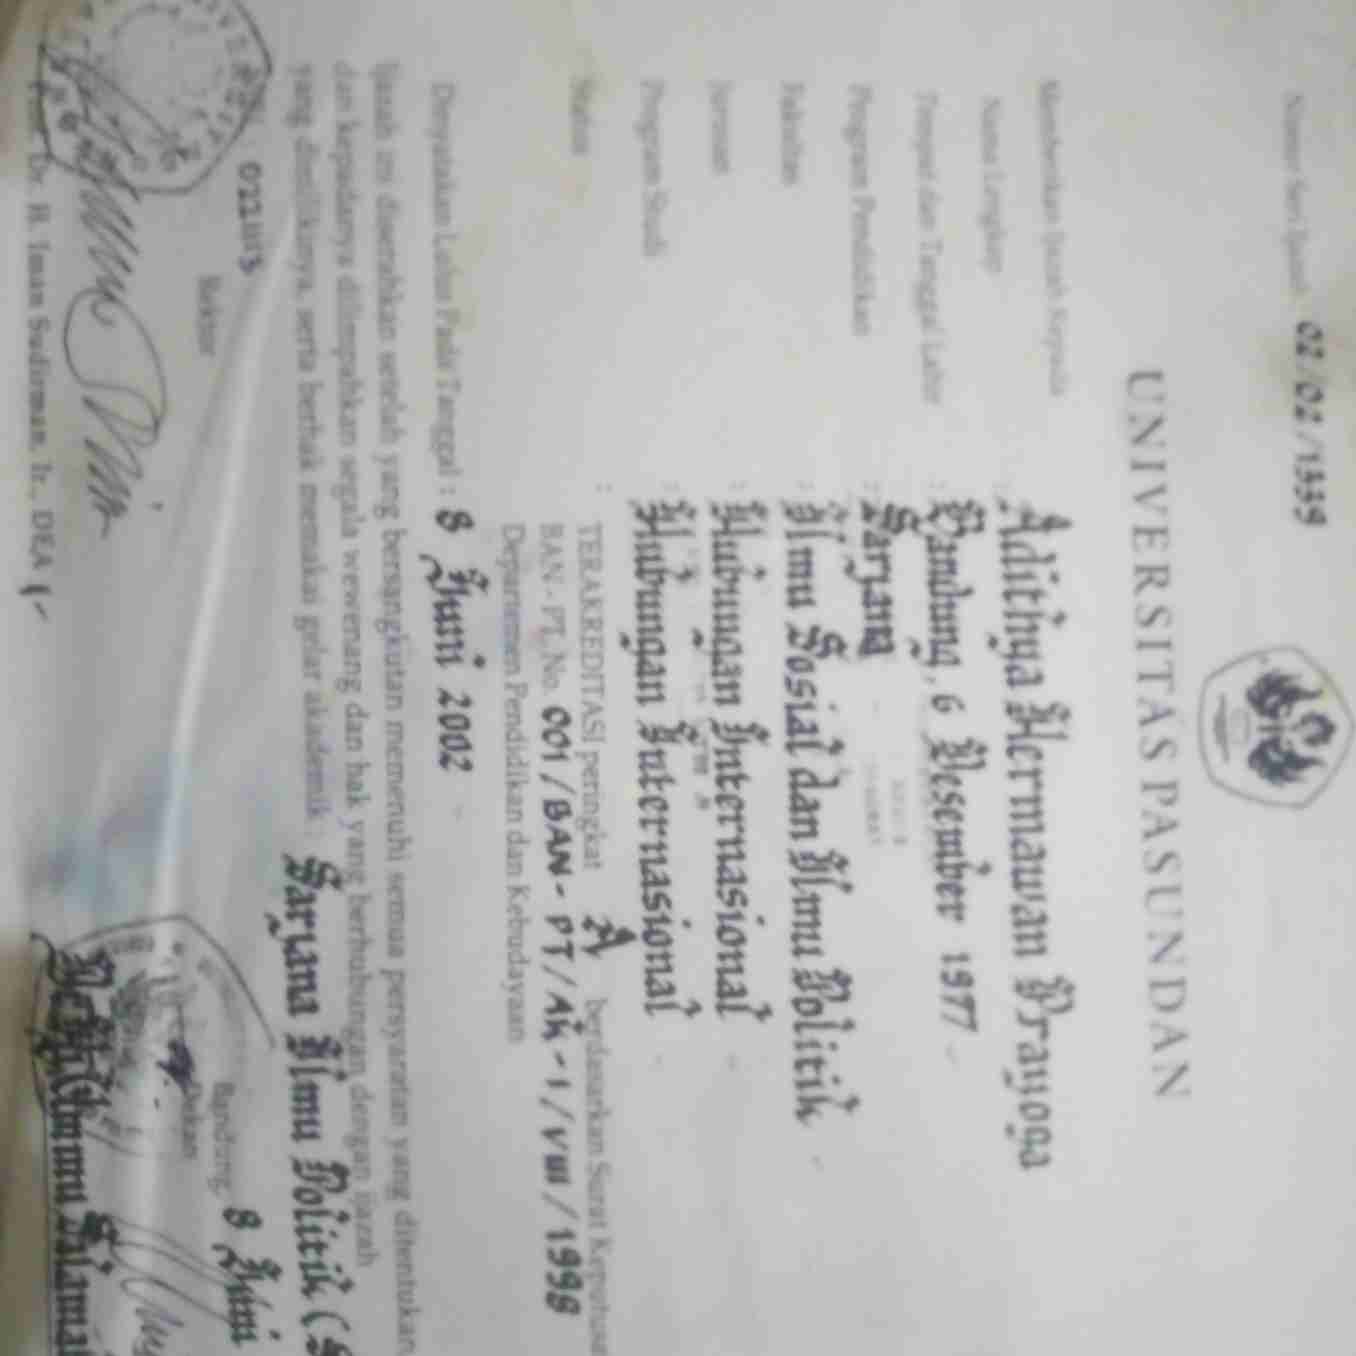 Nomor Seri Ijazah : 02/02/1339
UNIVERSITAS PASUNDAN
Memberikan Ijazah Kepada
Nama Lengkap : Adithya Hermawan Prayoga
Tempat dan Tanggal Lahir : Bandung, 6 Desember 1977
Program Pendidikan : Sarjana
Fakultas : Ilmu Sosial dan Ilmu Politik
Jurusan : Hubungan Internasional
Program Studi : Hubungan Internasional
Status : TERAKREDITASI peringkat A berdasarkan Surat
BAN - PT, No. 001/BAN-PT/AK-1/VIII/1998
Departemen Pendidikan dan Kebudayaan
Dinyatakan Lulus Pada Tanggal : 8 Juni 2002
Ijazah ini diserahkan setelah yang bersangkutan memenuhi semua persyaratan yang ditentukan,
dan kepadanya dilimpahkan segala wewenang dan hak yang berhubungan dengan ijazah
yang dimilikinya, serta berhak memakai gelar akademik : Sarjana Ilmu Politik (
Bandung, 8 Juni
Rektor
Dekan
Dr. H. Iman Sudirman, Ir., DEA